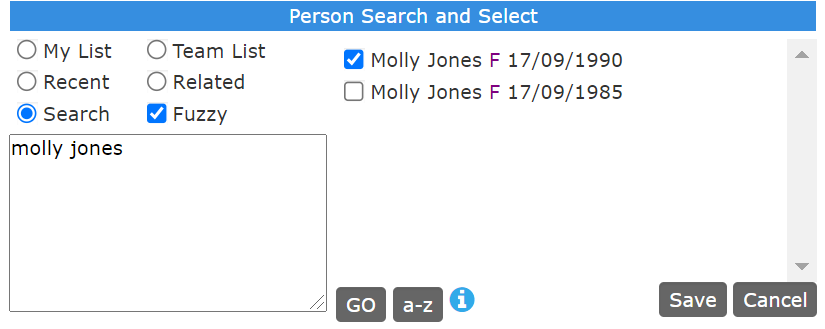 Person Search and Select
My List
Team List
Recent
Related
Search
Fuzzy
molly jones
Molly Jones F 17/09/1990
Molly Jones F 17/09/1985
GO
a-z
i
Save
Cancel